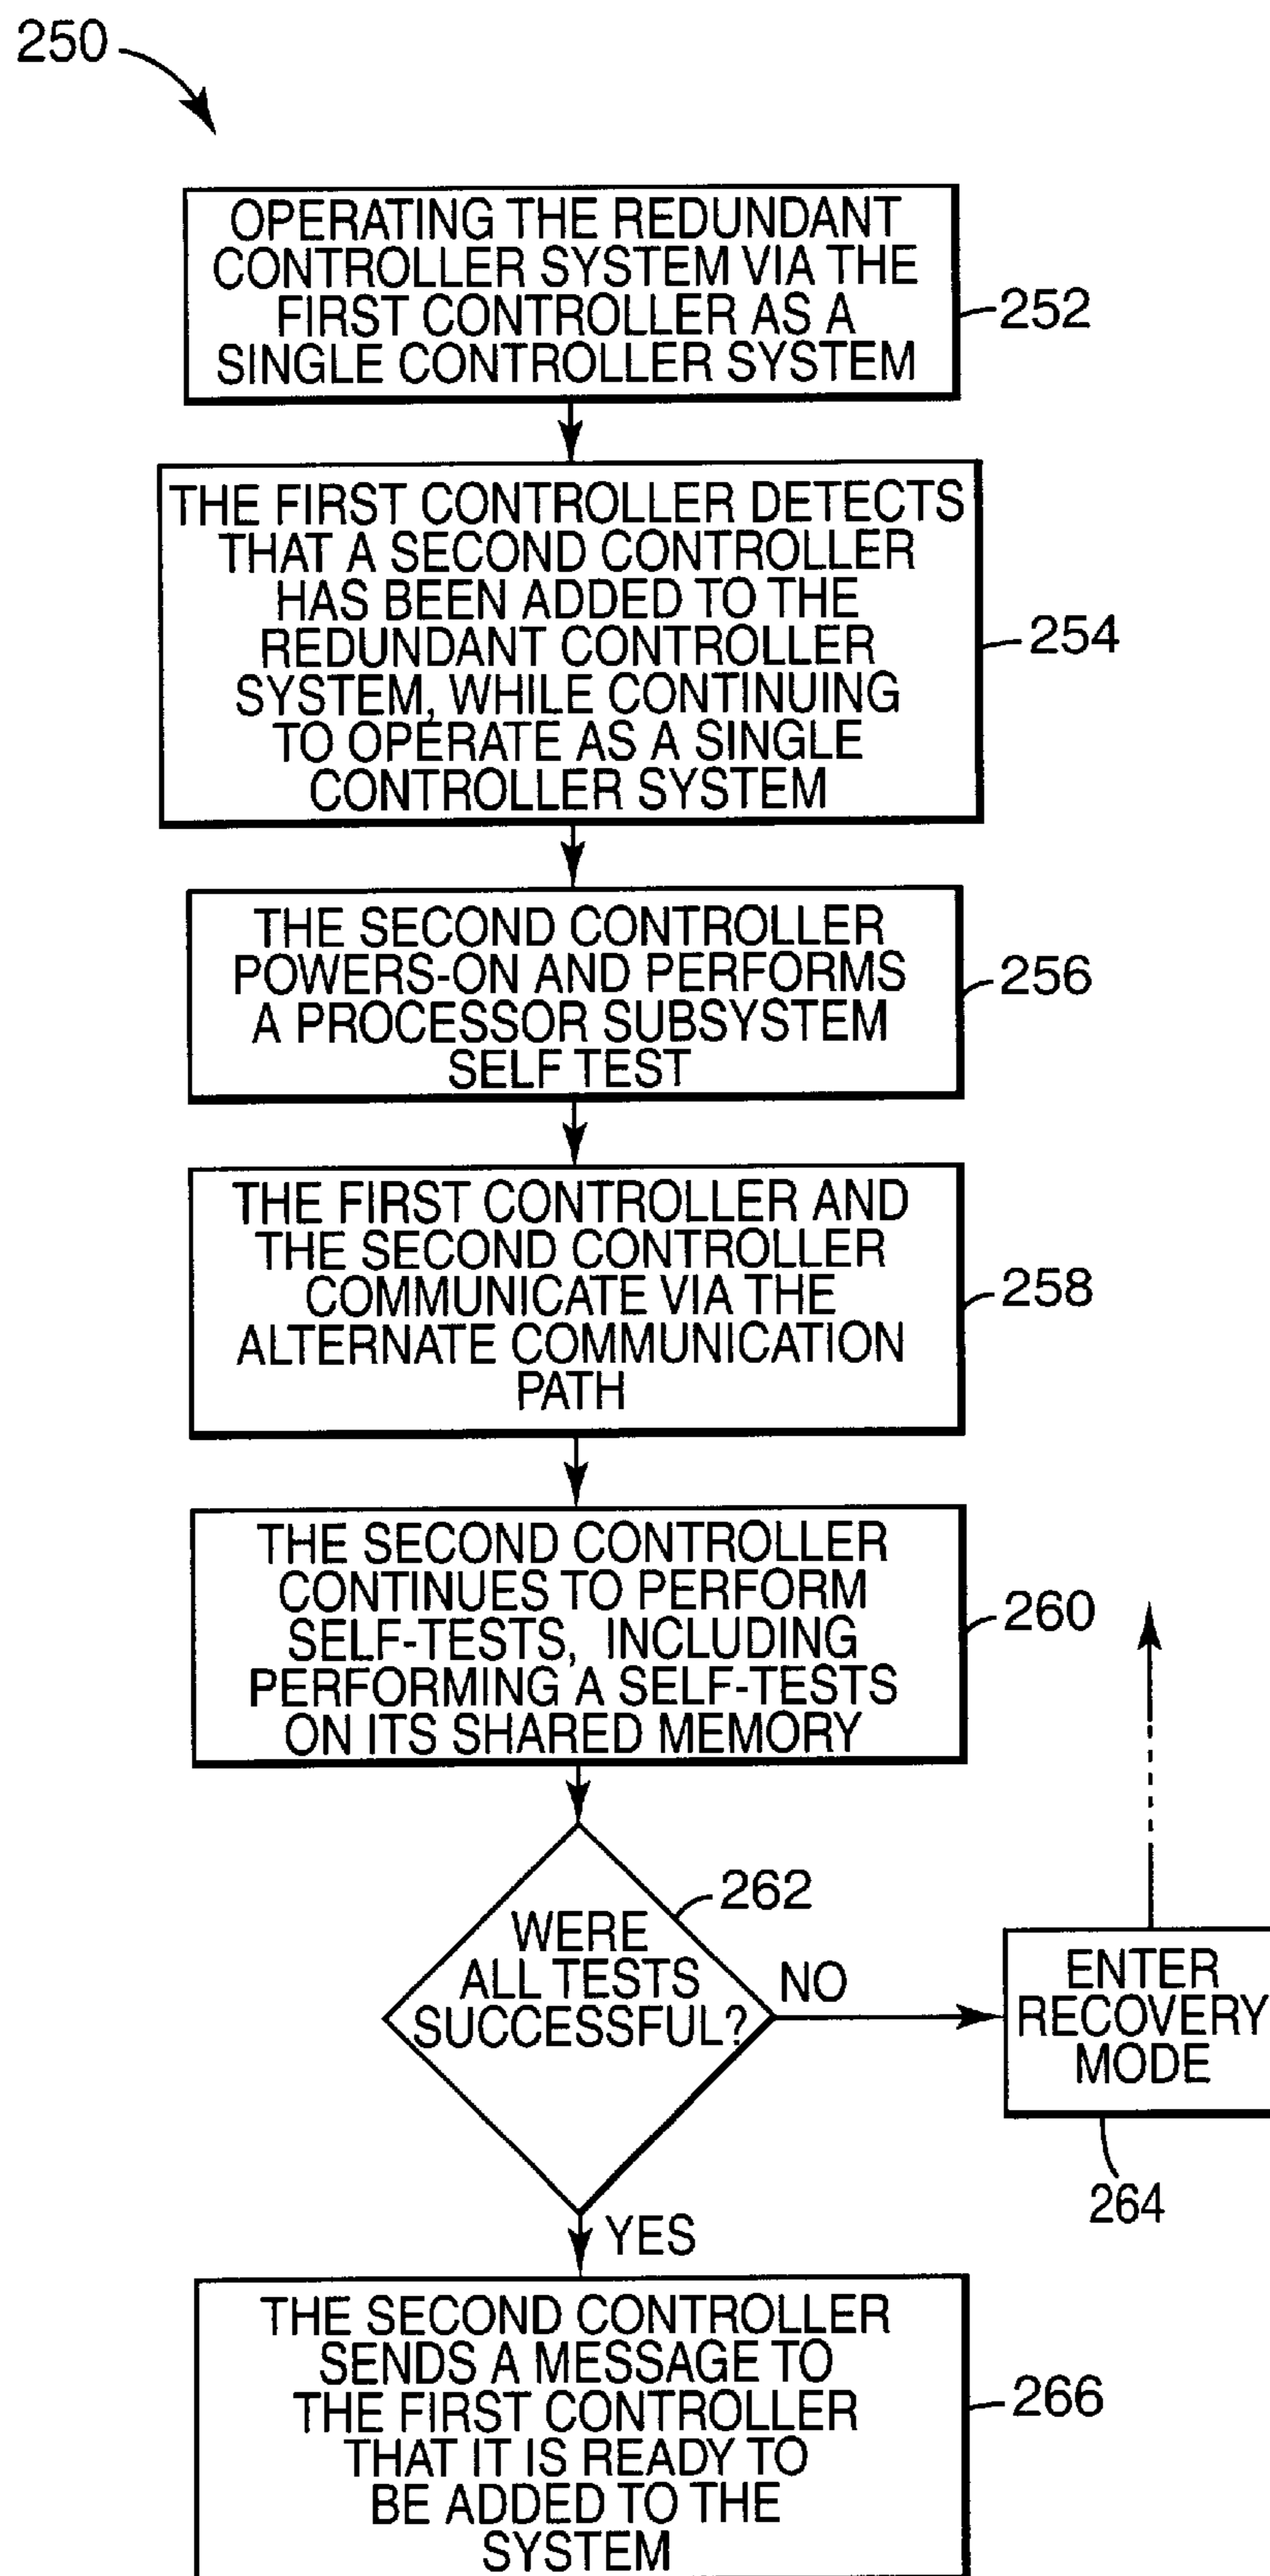 250
OPERATING THE REDUNDANT
CONTROLLER SYSTEM VIA THE
FIRST CONTROLLER AS A
SINGLE CONTROLLER SYSTEM
252
THE FIRST CONTROLLER DETECTS
THAT A SECOND CONTROLLER
HAS BEEN ADDED TO THE
REDUNDANT CONTROLLER
SYSTEM, WHILE CONTINUING
TO OPERATE AS A SINGLE
CONTROLLER SYSTEM
254
THE SECOND CONTROLLER
POWERS-ON AND PERFORMS
A PROCESSOR SUBSYSTEM
SELF TEST
256
THE FIRST CONTROLLER AND
THE SECOND CONTROLLER
COMMUNICATE VIA THE
ALTERNATE COMMUNICATION
PATH
258
THE SECOND CONTROLLER
CONTINUES TO PERFORM
SELF-TESTS, INCLUDING
PERFORMING A SELF-TESTS
ON ITS SHARED MEMORY
260
WERE
ALL TESTS
SUCCESSFUL?
262
NO
ENTER
RECOVERY
MODE
264
YES
THE SECOND CONTROLLER
SENDS A MESSAGE TO
THE FIRST CONTROLLER
THAT IT IS READY TO
BE ADDED TO THE
SYSTEM
266